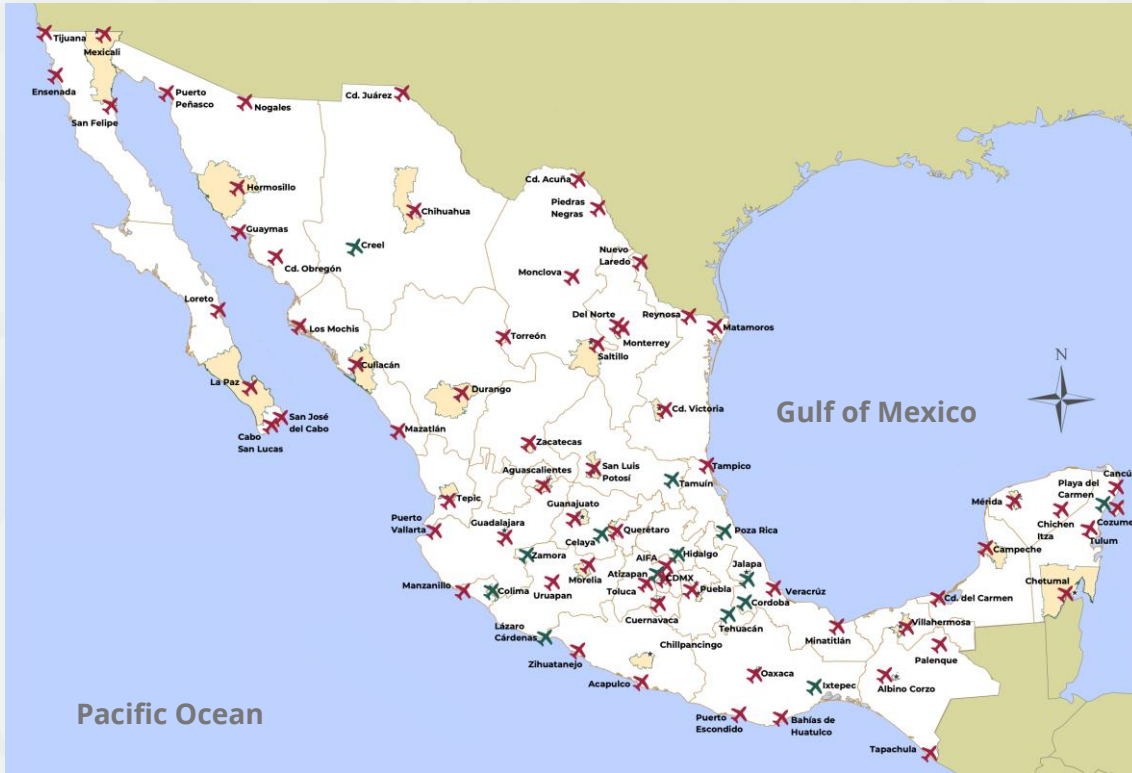 Tijuana
Mexicali
Ensenada
San Felipe
Puerto
Peñasco
Nogales
Cd. Juárez
Hermosillo
Chihuahua
Cd. Acuña
Piedras
Negras
Guaymas
Creel
Cd. Obregón
Nuevo
Laredo
Monclova
Loreto
Los Mochis
Del Norte
Monterrey
Reynosa
Matamoros
Torreón
Saltillo
Culiacán
La Paz
Durango
San José
del Cabo
Cabo
San Lucas
Mazatlán
Cd. Victoria
Gulf of Mexico
N
Zacatecas
Aguascalientes
San Luis
Potosí
Tampico
Tamuín
Tepic
Guanajuato
Puerto
Vallarta
Guadalajara
Celaya
Querétaro
Poza Rica
Mérida
Playa del
Carmen
Cancú
Cozume
Chichen
Itza
Tulum
Campeche
Chetumal
Zamora
Morelia
AIFA
Hidalgo
Atizapan
CDMX
Jalapa
Manzanillo
Colima
Uruapan
Toluca
Puebla
Veracrúz
Cd. del Carmen
Cordoba
Cuernavaca
Tehuacán
Lázaro
Cárdenas
Chillpancingo
Minatitlán
Villahermosa
Zihuatanejo
Palenque
Acapulco
Oaxaca
Ixtepec
Albino Corzo
Pacific Ocean
Puerto
Escondido
Bahías de
Huatulco
Tapachula